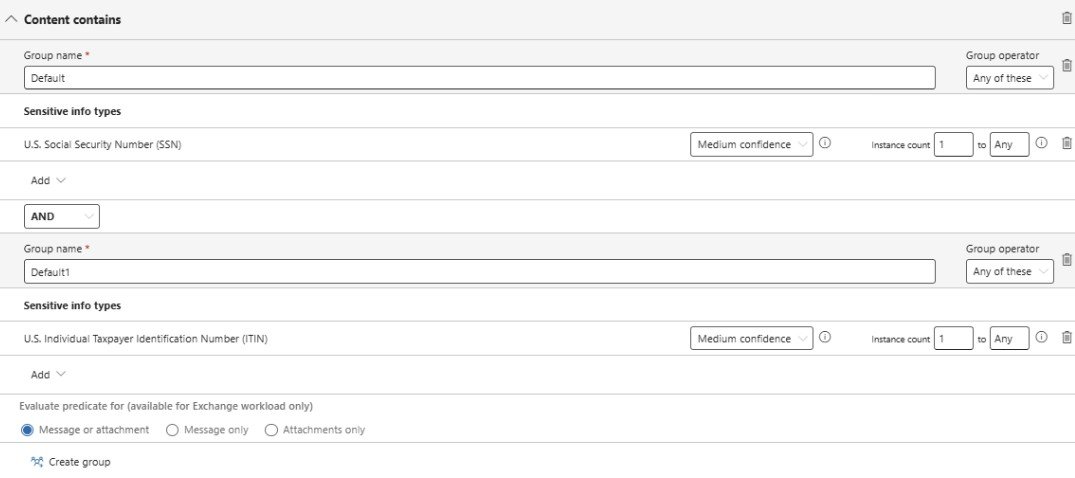 Content contains
Group name * Group operator
Default Any of these
Sensitive info types
U.S. Social Security Number (SSN) Medium confidence Instance count 1 to Any
Add
AND
Group name * Group operator
Default1 Any of these
Sensitive info types
U.S. Individual Taxpayer Identification Number (ITIN) Medium confidence Instance count 1 to Any
Add
Evaluate predicate for (available for Exchange workload only)
Message or attachment Message only Attachments only
Create group